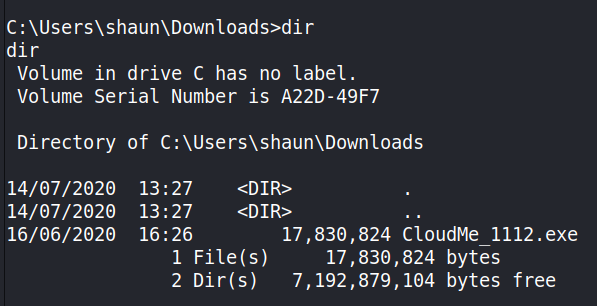 C:\Users\shaun\Downloads>dir
dir
 Volume in drive C has no label.
 Volume Serial Number is A22D-49F7

 Directory of C:\Users\shaun\Downloads

14/07/2020  13:27    <DIR>          .
14/07/2020  13:27    <DIR>          ..
16/06/2020  16:26        17,830,824 CloudMe_1112.exe
               1 File(s)     17,830,824 bytes
               2 Dir(s)   7,192,879,104 bytes free